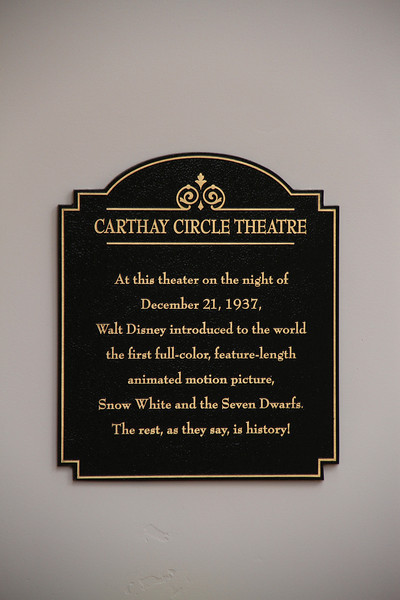 CARTHAY CIRCLE THEATRE
At this theater on the night of
December 21, 1937,
Walt Disney introduced to the world
the first full-color, feature-length
animated motion picture,
Snow White and the Seven Dwarfs.
The rest, as they say, is history!